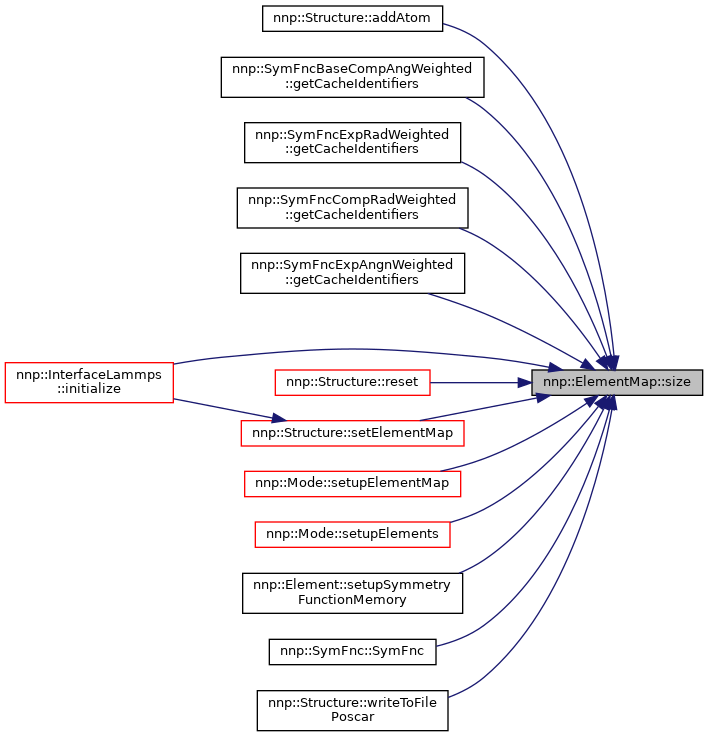 nnp::Structure::addAtom
nnp::SymFncBaseCompAngWeighted
::getCacheIdentifiers
nnp::SymFncExpRadWeighted
::getCacheIdentifiers
nnp::SymFncCompRadWeighted
::getCacheIdentifiers
nnp::SymFncExpAngnWeighted
::getCacheIdentifiers
nnp::InterfaceLammps
::initialize
nnp::Structure::reset
nnp::ElementMap::size
nnp::Structure::setElementMap
nnp::Mode::setupElementMap
nnp::Mode::setupElements
nnp::Element::setupSymmetry
FunctionMemory
nnp::SymFnc::SymFnc
nnp::Structure::writeToFile
Poscar